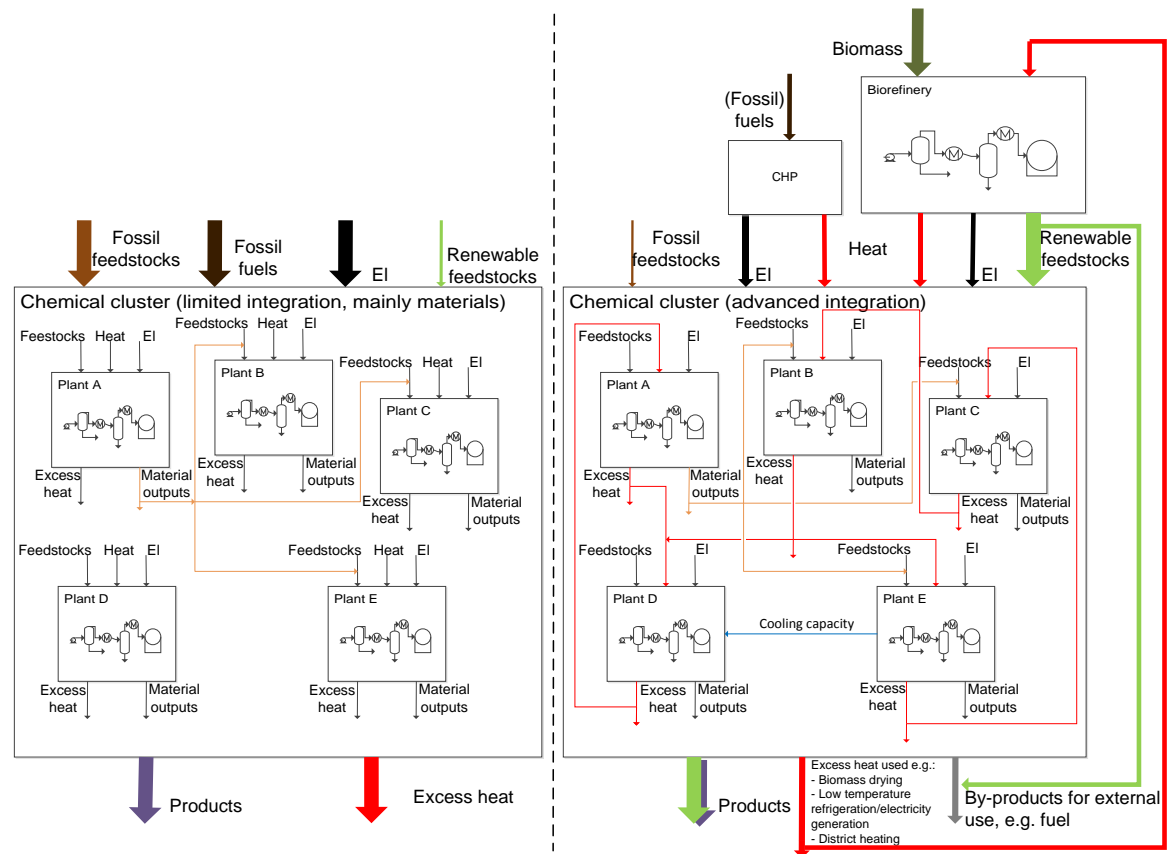 Fossil
feedstocks
Fossil
fuels
El
Renewable
feedstocks
Chemical cluster (limited integration, mainly materials)
Feestocks
Heat
El
Plant A
M
M
Excess
heat
Material
outputs
Feedstocks
Heat
El
Plant B
M
M
Excess
heat
Material
outputs
Feedstocks
Heat
El
Plant C
M
M
Excess
heat
Material
outputs
Feedstocks
Heat
El
Plant D
M
M
Excess
heat
Material
outputs
Feedstocks
Heat
El
Plant E
M
M
Excess
heat
Material
outputs
Products
Excess heat
Biomass
Biorefinery
M
M
(Fossil)
fuels
CHP
Fossil
feedstocks
El
Heat
El
Renewable
feedstocks
Chemical cluster (advanced integration)
Feedstocks
El
Plant A
M
M
Excess
heat
Material
outputs
Feedstocks
El
Plant B
M
M
Excess
heat
Material
outputs
Feedstocks
El
Plant C
M
M
Excess
heat
Material
outputs
Feedstocks
El
Plant D
M
M
Excess
heat
Material
outputs
Cooling capacity
Feedstocks
El
Plant E
M
M
Excess
heat
Material
outputs
Products
Excess heat used e.g.:
- Biomass drying
- Low temperature
refrigeration/electricity
generation
- District heating
By-products for external
use, e.g. fuel